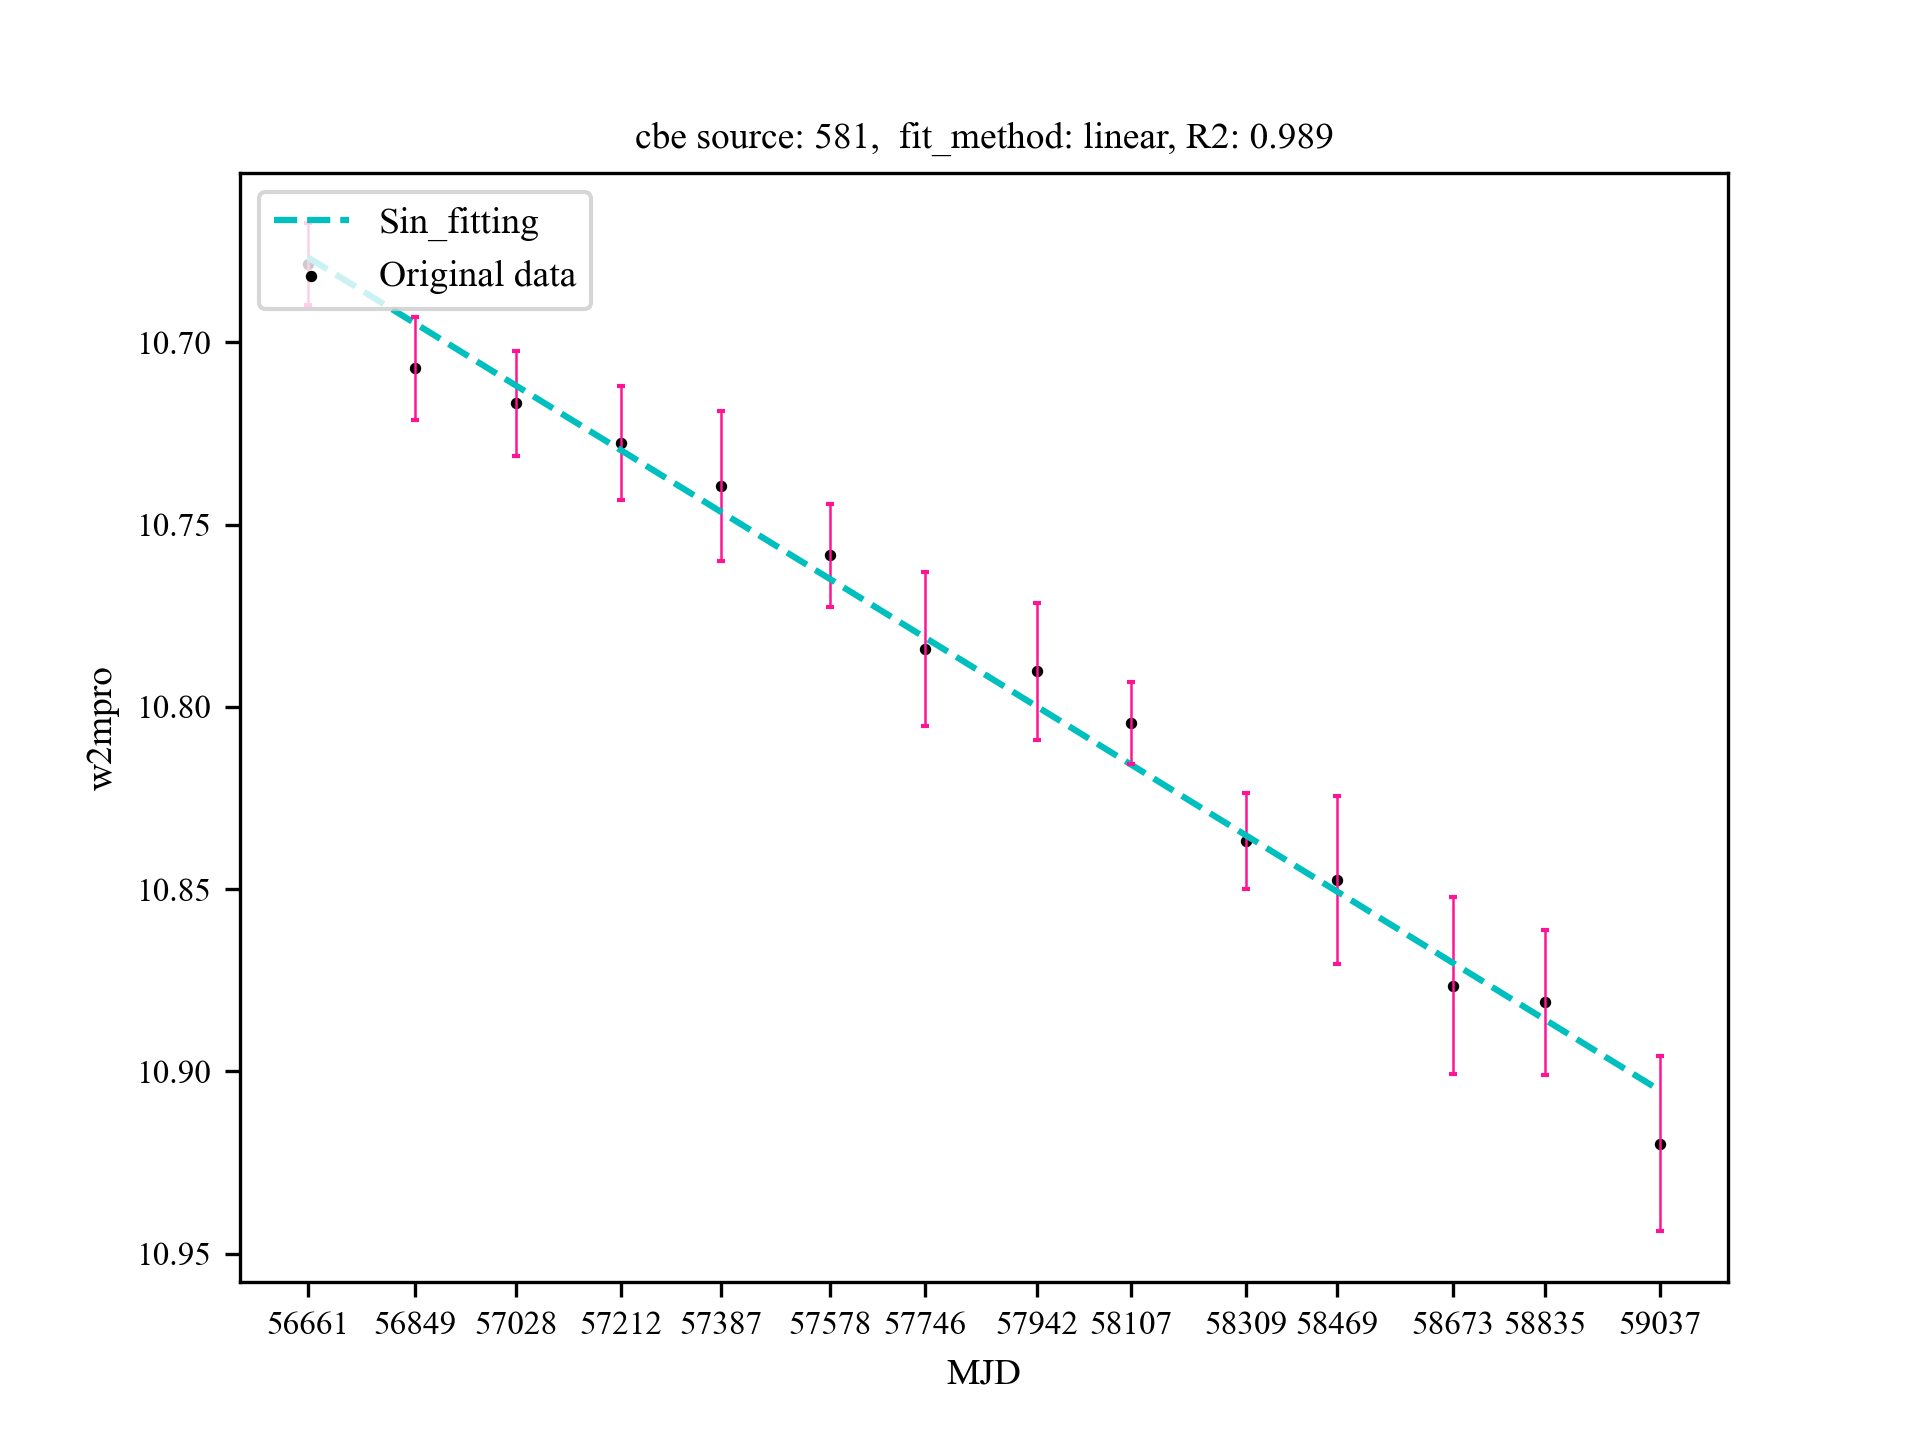 cbe source: 581,  fit_method: linear, R2: 0.989
Sin_fitting
Original data
10.70
10.75
10.80
10.85
10.90
10.95
w2mpro
56661 56849 57028 57212 57387 57578 57746 57942 58107 58309 58469 58673 58835 59037
MJD